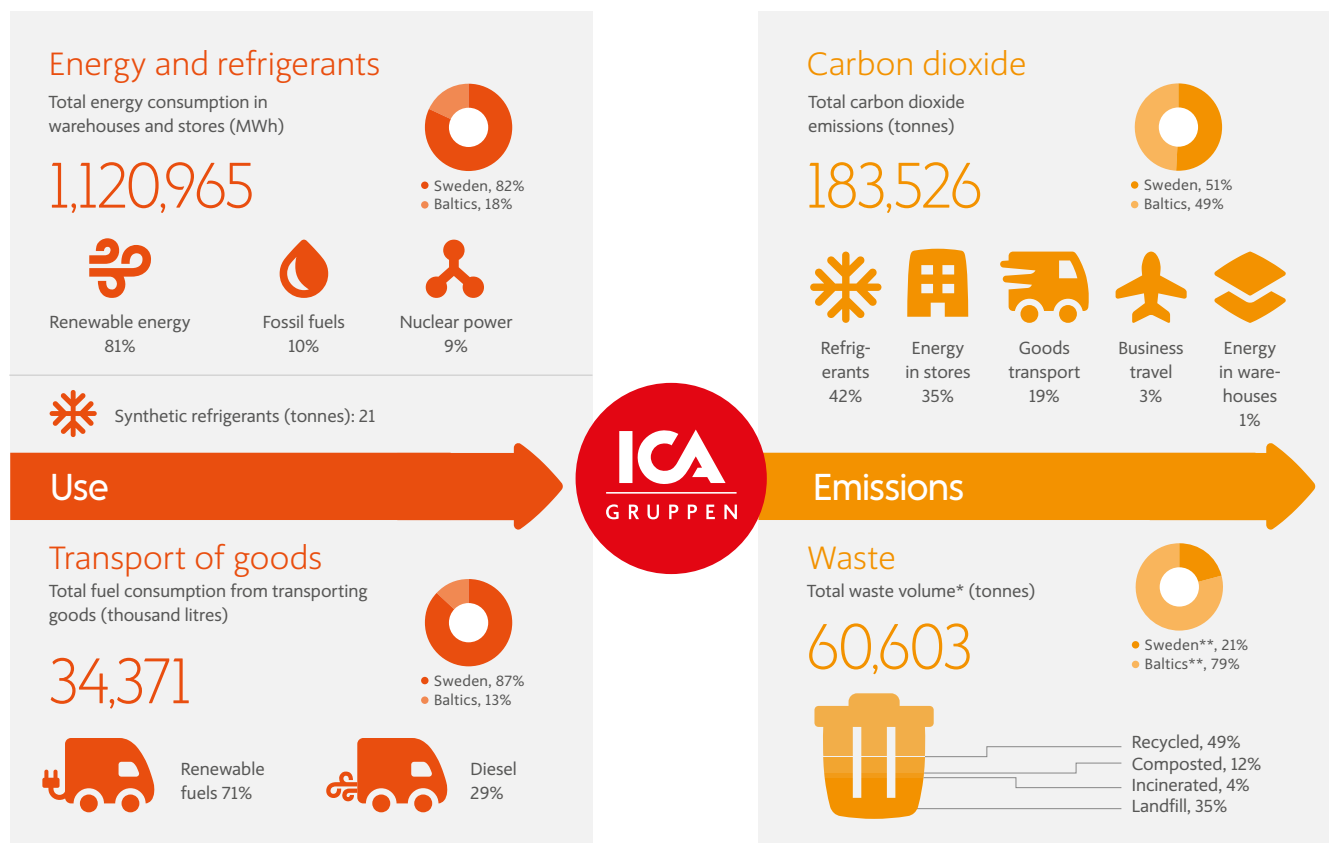 Energy and refrigerants
Total energy consumption in
warehouses and stores (MWh)
1,120,965
Sweden, 82%
Baltics, 18%
Renewable energy
81%
Fossil fuels
10%
Nuclear power
9%
Synthetic refrigerants (tonnes): 21
Use
Transport of goods
Total fuel consumption from transporting
goods (thousand litres)
34,371
Sweden, 87%
Baltics, 13%
Renewable
fuels 71%
Diesel
29%
ICA
GRUPPEN
Carbon dioxide
Total carbon dioxide
emissions (tonnes)
183,526
Sweden, 51%
Baltics, 49%
Refrig-
erants
42%
Energy
in stores
35%
Goods
transport
19%
Business
travel
3%
Energy
in ware-
houses
1%
Emissions
Waste
Total waste volume* (tonnes)
60,603
Sweden**, 21%
Baltics**, 79%
Recycled, 49%
Composted, 12%
Incinerated, 4%
Landfill, 35%